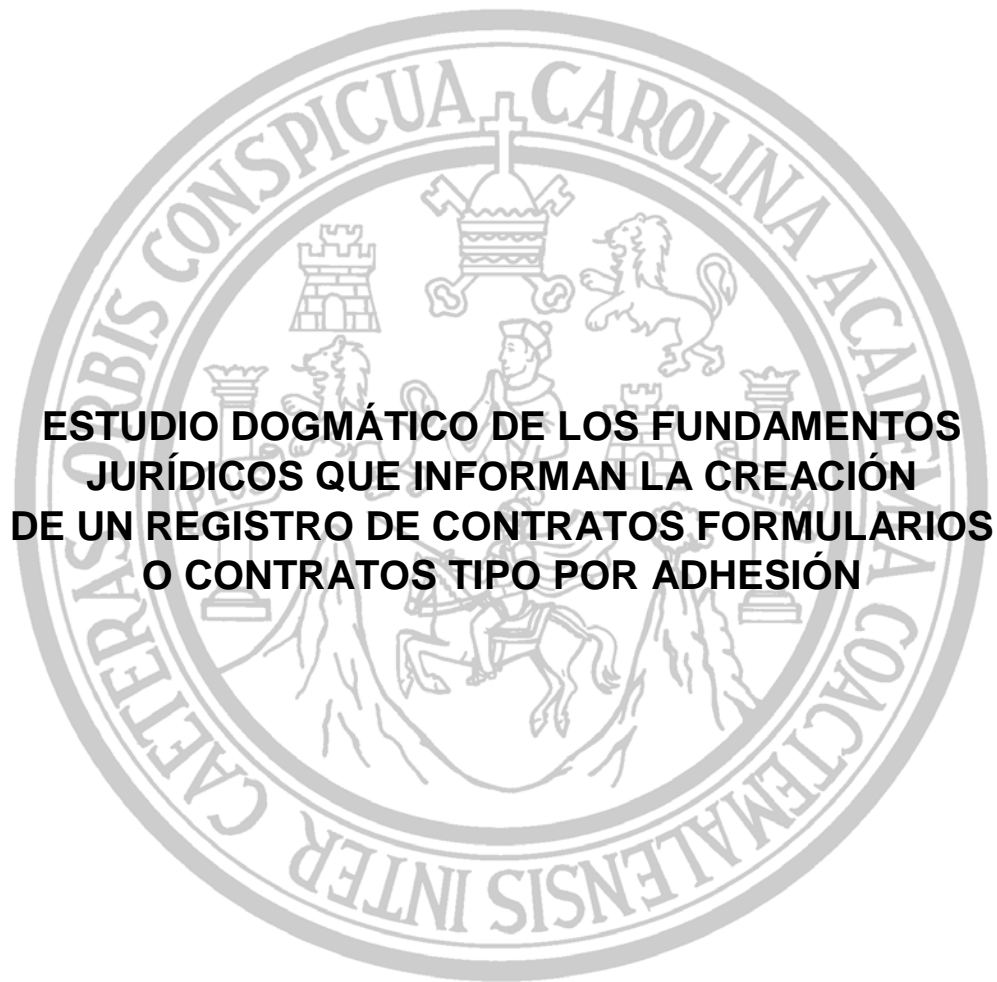 ESTUDIO DOGMÁTICO DE LOS FUNDAMENTOS
JURÍDICOS QUE INFORMAN LA CREACIÓN
DE UN REGISTRO DE CONTRATOS FORMULARIOS
O CONTRATOS TIPO POR ADHESIÓN
CAETERAS ORBIS CONSPICUA CAROLINA ACADEMIA COACTEMALENSIS INTER